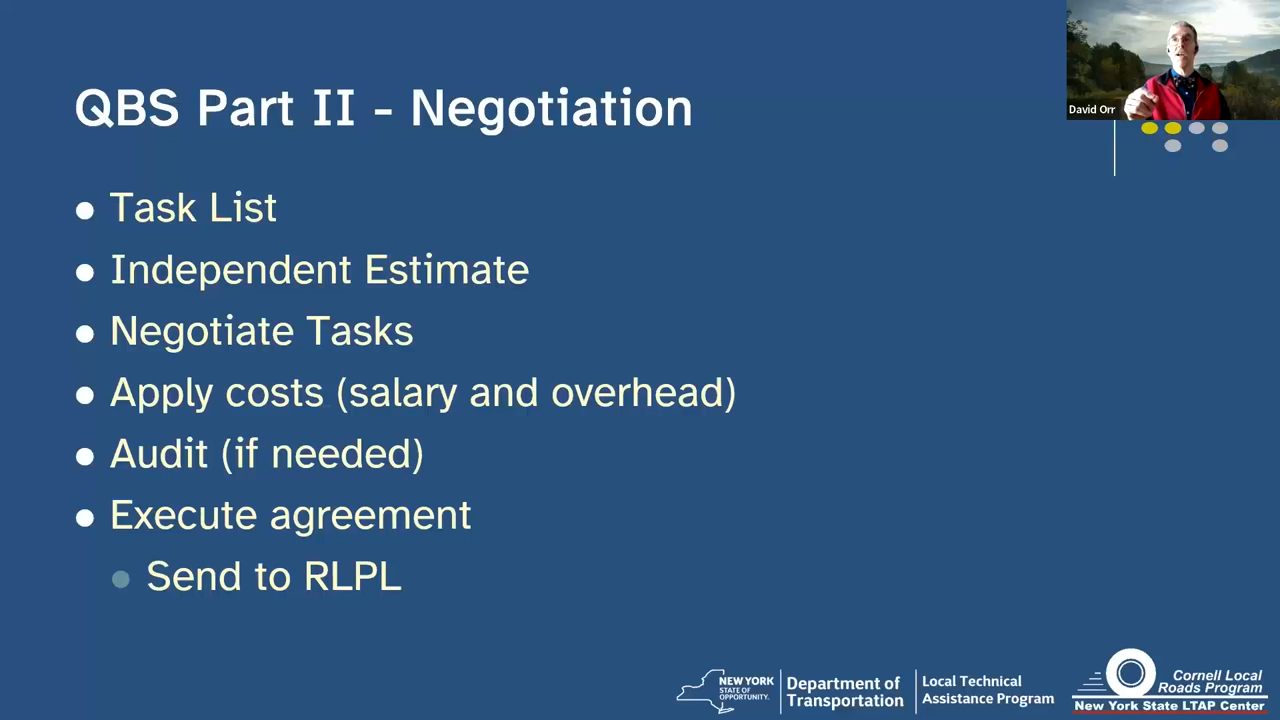 QBS Part II - Negotiation
David Orr
● Task List
● Independent Estimate
● Negotiate Tasks
● Apply costs (salary and overhead)
● Audit (if needed)
● Execute agreement
● Send to RLPL
NEW YORK
STATE OF
OPPORTUNITY.
Department of
Transportation
Local Technical
Assistance Program
Cornell Local
Roads Program
New York State LTAP Center